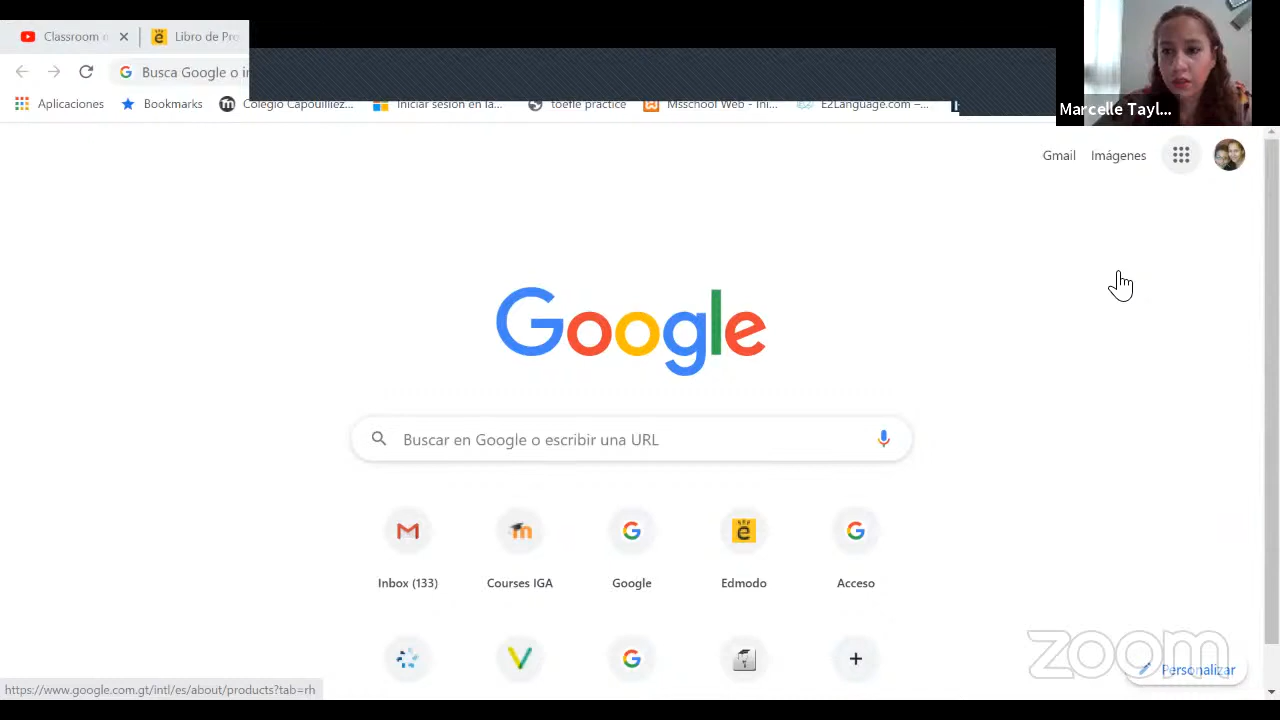 Classroom
Libro de Pro
Busca Google o in
Aplicaciones
Bookmarks
Colegio Capouilliez...
Iniciar sesión en la...
toefle practice
Msschool Web - Ini...
E2Language.com -...
Marcelle Tayl...
Gmail
Imágenes
Google
Buscar en Google o escribir una URL
Inbox (133)
Courses IGA
Google
Edmodo
Acceso
zoom
Personalizar
https://www.google.com.gt/intl/es/about/products?tab=rh